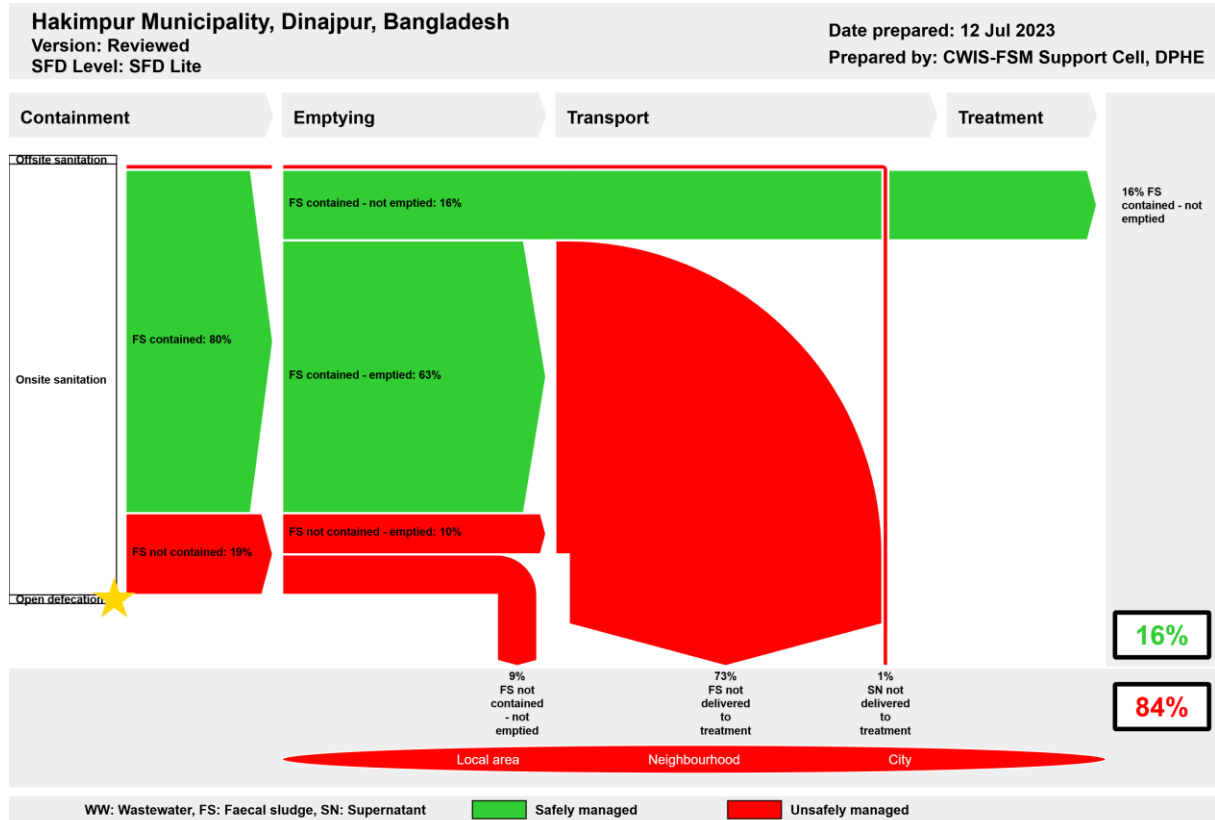 Hakimpur Municipality, Dinajpur, Bangladesh
Version: Reviewed
SFD Level: SFD Lite
Date prepared: 12 Jul 2023
Prepared by: CWIS-FSM Support Cell, DPHE
Containment
Emptying
Transport
Treatment
Offsite sanitation
FS contained - not emptied: 16%
16% FS
contained - not
emptied
FS contained: 80%
Onsite sanitation
FS contained - emptied: 63%
FS not contained - emptied: 10%
FS not contained: 19%
Open defecation
16%
9%
FS not
contained
- not
emptied
73%
FS not
delivered
to
treatment
1%
SN not
delivered
to
treatment
84%
Local area
Neighbourhood
City
WW: Wastewater, FS: Faecal sludge, SN: Supernatant
Safely managed
Unsafely managed